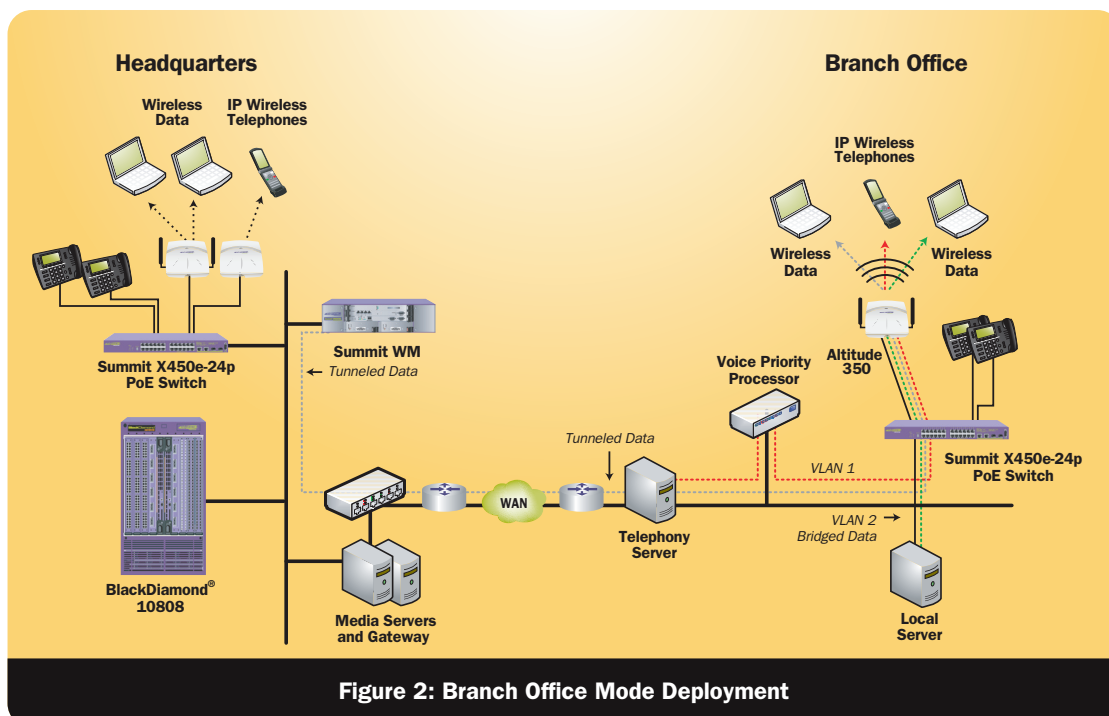 Headquarters
Branch Office
Wireless
Data
IP Wireless
Telephones
IP Wireless
Telephones
Wireless
Data
Wireless
Data
Summit X450e-24p
PoE Switch
Summit WM
Tunneled Data
Altitude
350
Voice Priority
Processor
Summit X450e-24p
PoE Switch
Tunneled Data
VLAN 1
WAN
VLAN 2
Bridged Data
Telephony
Server
BlackDiamond®
10808
Media Servers
and Gateway
Local
Server
Figure 2: Branch Office Mode Deployment